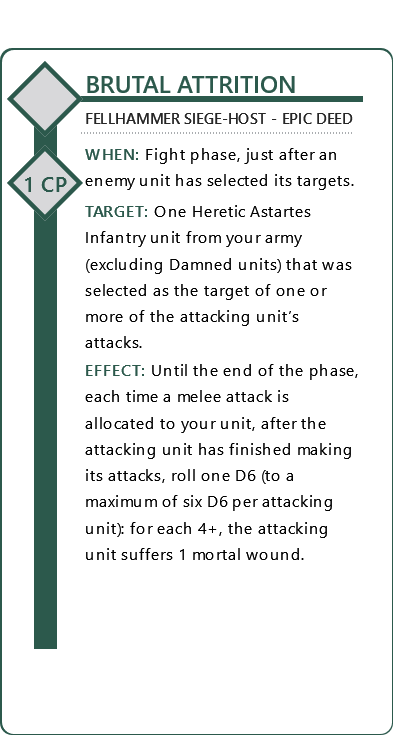 BRUTAL ATTRITION
FELLHAMMER SIEGE-HOST - EPIC DEED
WHEN: Fight phase, just after an
1 CP
enemy unit has selected its targets.
TARGET: One Heretic Astartes
Infantry unit from your army
(excluding Damned units) that was
selected as the target of one or
more of the attacking unit's
attacks.
EFFECT: Until the end of the phase,
each time a melee attack is
allocated to your unit, after the
attacking unit has finished making
its attacks, roll one D6 (to a
maximum of six D6 per attacking
unit): for each 4+, the attacking
unit suffers 1 mortal wound.